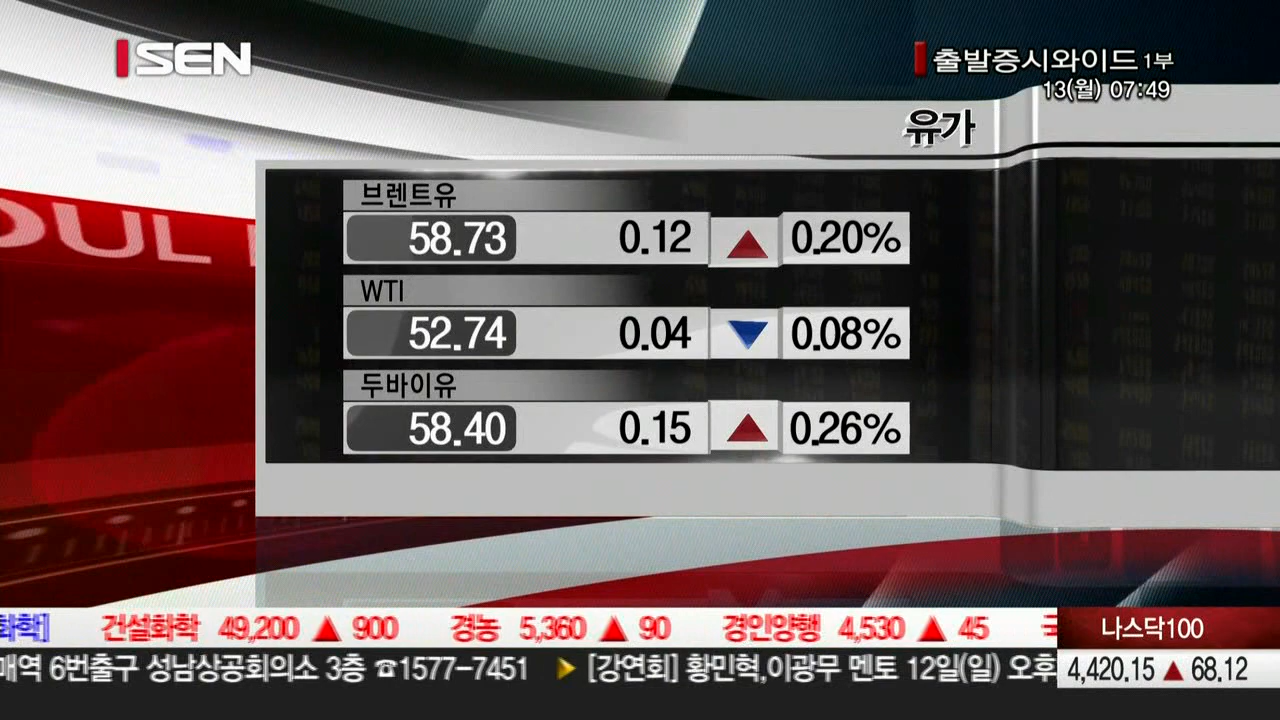 SEN
출발증시와이드 1부
13(월) 07:49
유가
브렌트유
58.73 0.12 ▲ 0.20%
WTI
52.74 0.04 ▼ 0.08%
두바이유
58.40 0.15 ▲ 0.26%
OUL
화학] 건설화학 49,200 ▲ 900 경농 5,360 ▲ 90 경인양행 4,530 ▲ 45
나스닥100
매역 6번출구 성남상공회의소 3층 ☎1577-7451 ▶ [강연회] 황민혁,이광무 멘토 12일(일) 오후
4,420.15 ▲ 68.12